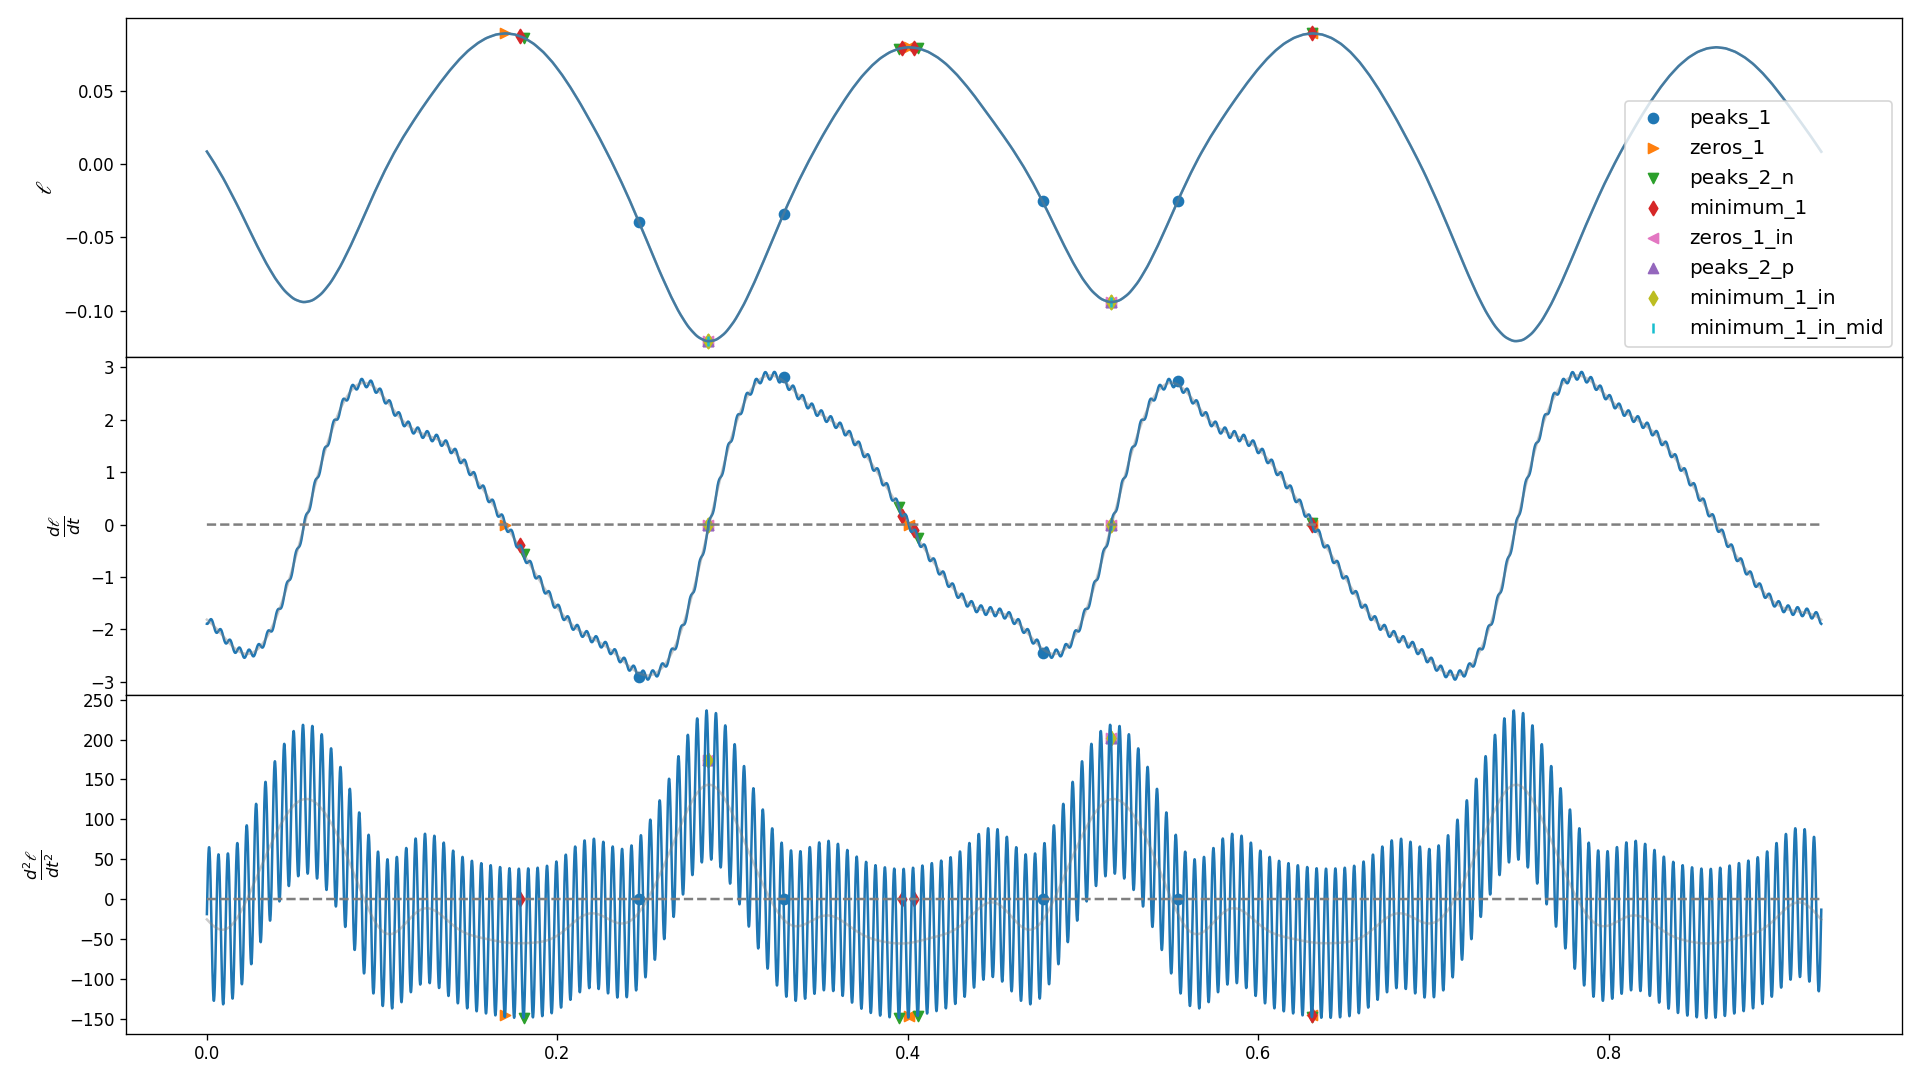 0.05
0.00
−0.05
−0.10
ℓ
peaks_1
zeros_1
peaks_2_n
minimum_1
zeros_1_in
peaks_2_p
minimum_1_in
minimum_1_in_mid
3
2
1
0
−1
−2
−3
dℓ
dt
250
200
150
100
50
0
−50
−100
−150
d²ℓ
dt²
0.0 0.2 0.4 0.6 0.8